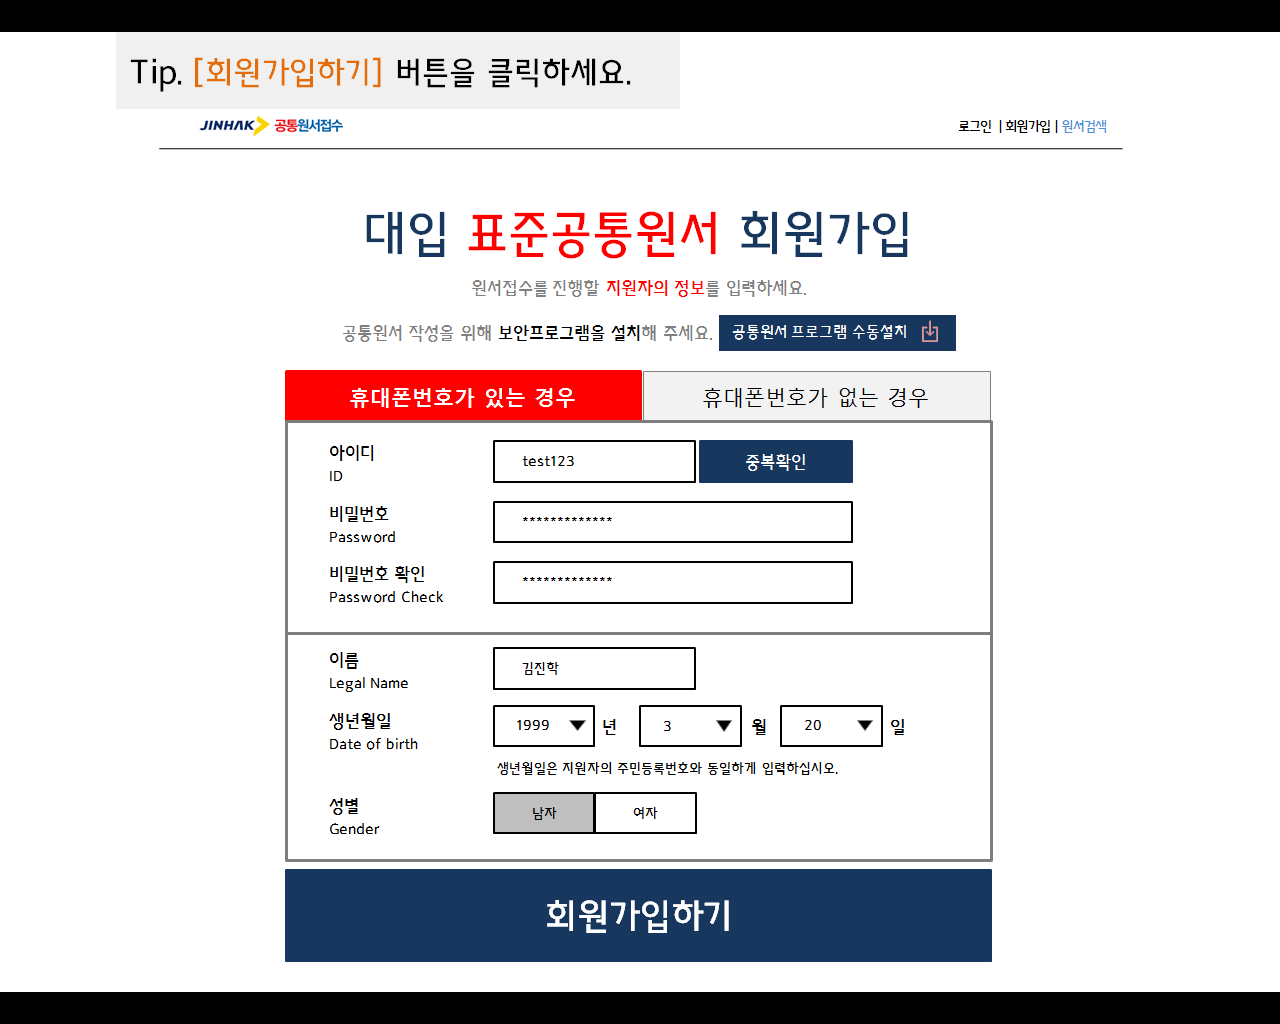 Tip. [회원가입하기] 버튼을 클릭하세요.
JINHAK 공통원서접수
로그인 | 회원가입 | 원서검색
대입 표준공통원서 회원가입
원서접수를 진행할 지원자의 정보를 입력하세요.
공통원서 작성을 위해 보안프로그램을 설치해 주세요. 공통원서 프로그램 수동설치
휴대폰번호가 있는 경우 휴대폰번호가 없는 경우
아이디
ID
test123 중복확인
비밀번호
Password
*************
비밀번호 확인
Password Check
*************
이름
Legal Name
김진학
생년월일
Date of birth
1999 년 3 월 20 일
생년월일은 지원자의 주민등록번호와 동일하게 입력하십시오.
성별
Gender
남자 여자
회원가입하기